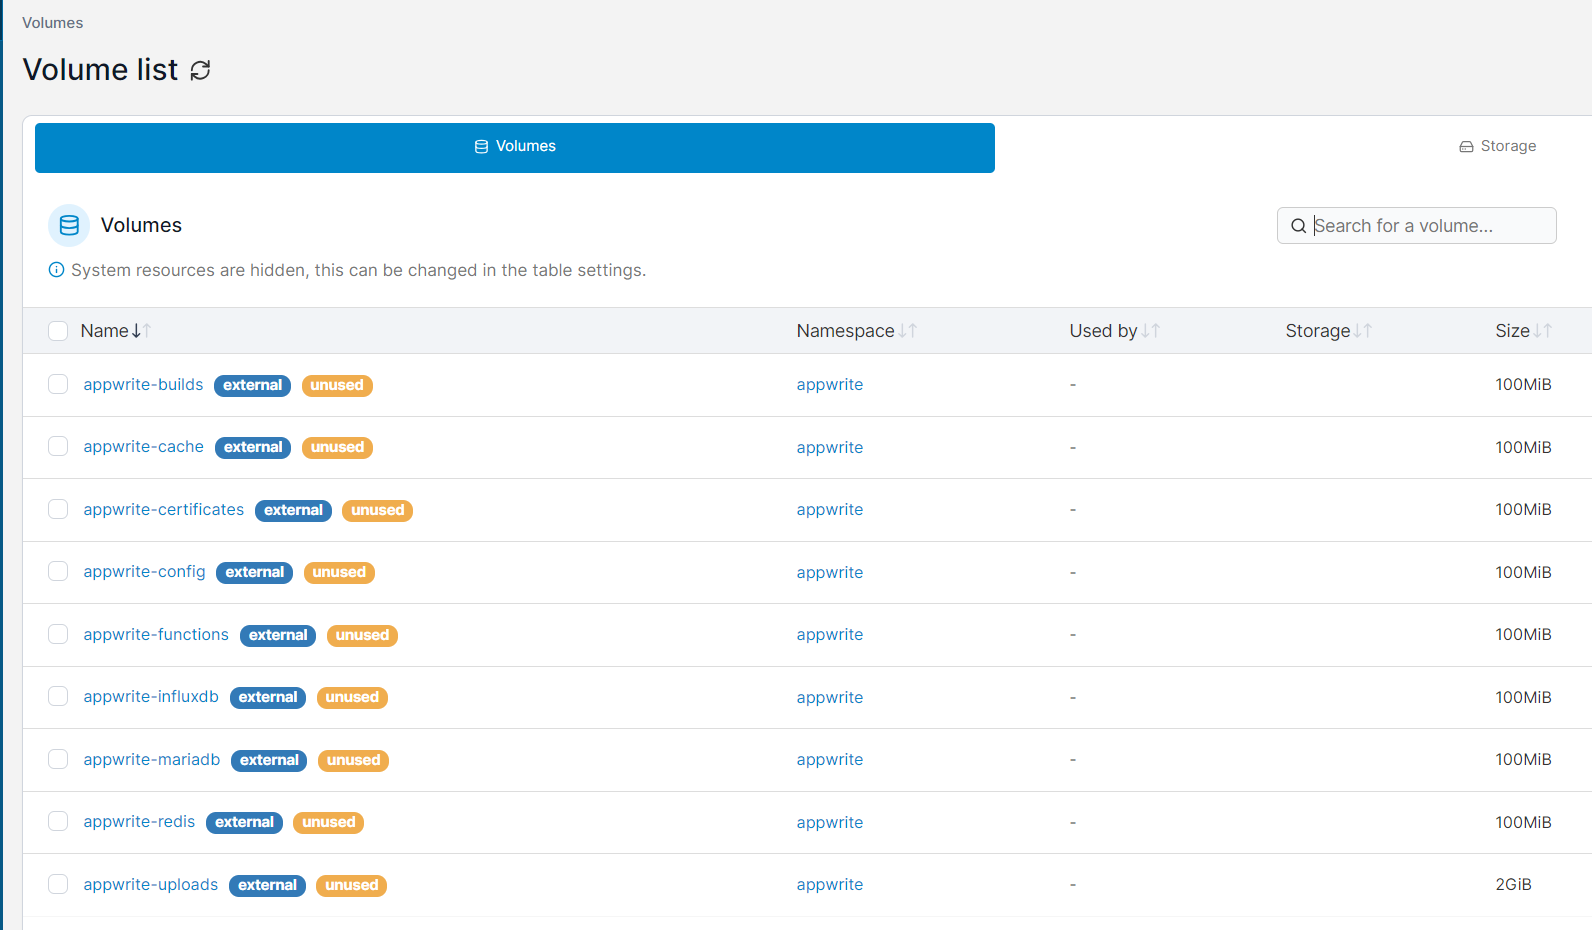 Volumes
Volume list
Volumes Storage
Volumes Search for a volume...
System resources are hidden, this can be changed in the table settings.
Name Namespace Used by Storage Size
appwrite-builds external unused appwrite - 100MiB
appwrite-cache external unused appwrite - 100MiB
appwrite-certificates external unused appwrite - 100MiB
appwrite-config external unused appwrite - 100MiB
appwrite-functions external unused appwrite - 100MiB
appwrite-influxdb external unused appwrite - 100MiB
appwrite-mariadb external unused appwrite - 100MiB
appwrite-redis external unused appwrite - 100MiB
appwrite-uploads external unused appwrite - 2GiB